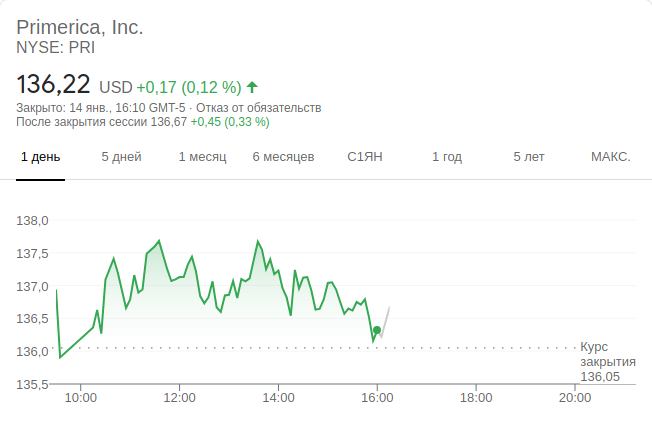 Primerica, Inc.
NYSE: PRI
136,22 USD +0,17 (0,12 %)
Закрыто: 14 янв., 16:10 GMT-5 · Отказ от обязательств
После закрытия сессии 136,67 +0,45 (0,33 %)
1 день 5 дней 1 месяц 6 месяцев С1ЯН 1 год 5 лет МАКС.
138,0
137,5
137,0
136,5
136,0
135,5
Курс
закрытия
136,05
10:00 12:00 14:00 16:00 18:00 20:00